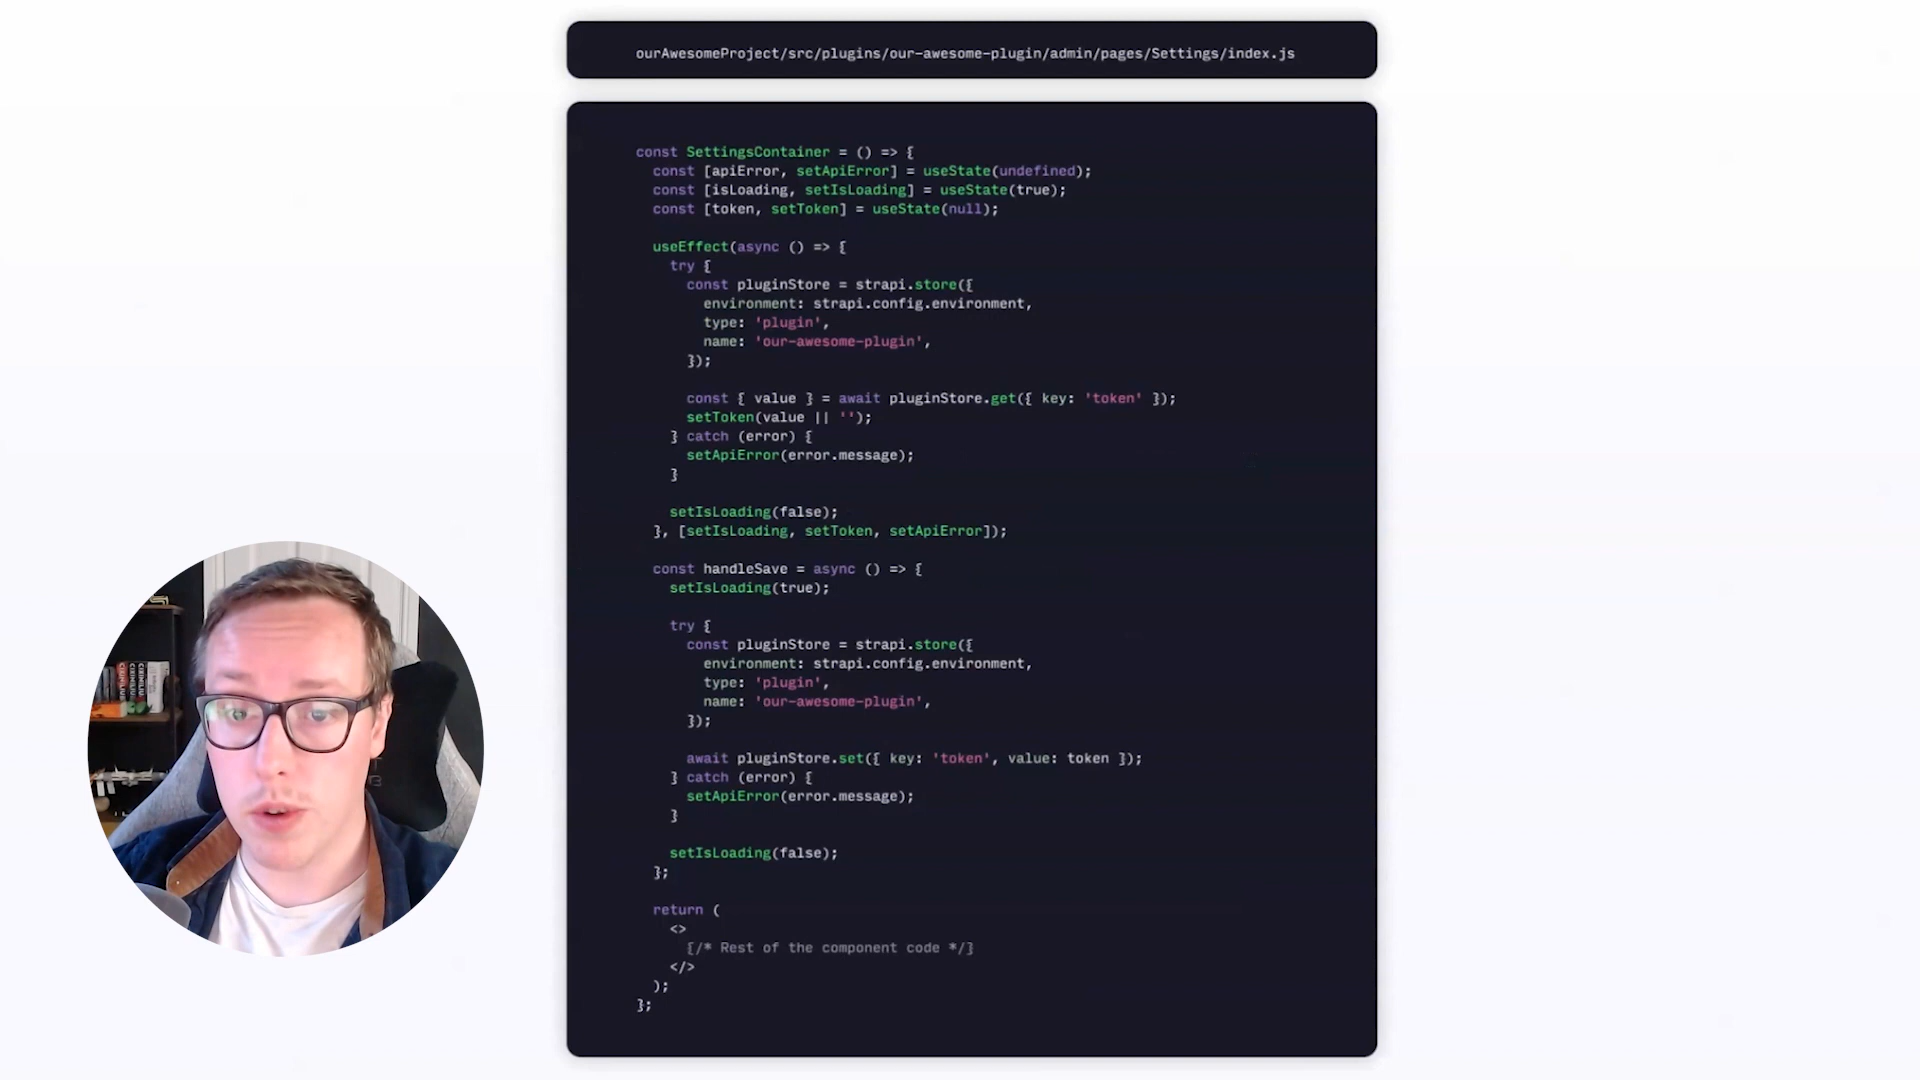 ourAwesomeProject/src/plugins/our-awesome-plugin/admin/pages/Settings/index.js
const SettingsContainer = () => {
const [apiError, setApiError] = useState(undefined);
const [isLoading, setIsLoading] = useState(true);
const [token, setToken] = useState(null);
useEffect(async () => {
try {
const pluginStore = strapi.store({
environment: strapi.config.environment,
type: 'plugin',
name: 'our-awesome-plugin',
});
const { value } = await pluginStore.get({ key: 'token' });
setToken(value || '');
} catch (error) {
setApiError(error.message);
}
setIsLoading(false);
}, [setIsLoading, setToken, setApiError]);
const handleSave = async () => {
setIsLoading(true);
try {
const pluginStore = strapi.store({
environment: strapi.config.environment,
type: 'plugin',
name: 'our-awesome-plugin',
});
await pluginStore.set({ key: 'token', value: token });
} catch (error) {
setApiError(error.message);
}
setIsLoading(false);
};
return (
<>
{/* Rest of the component code */}
</>
);
};